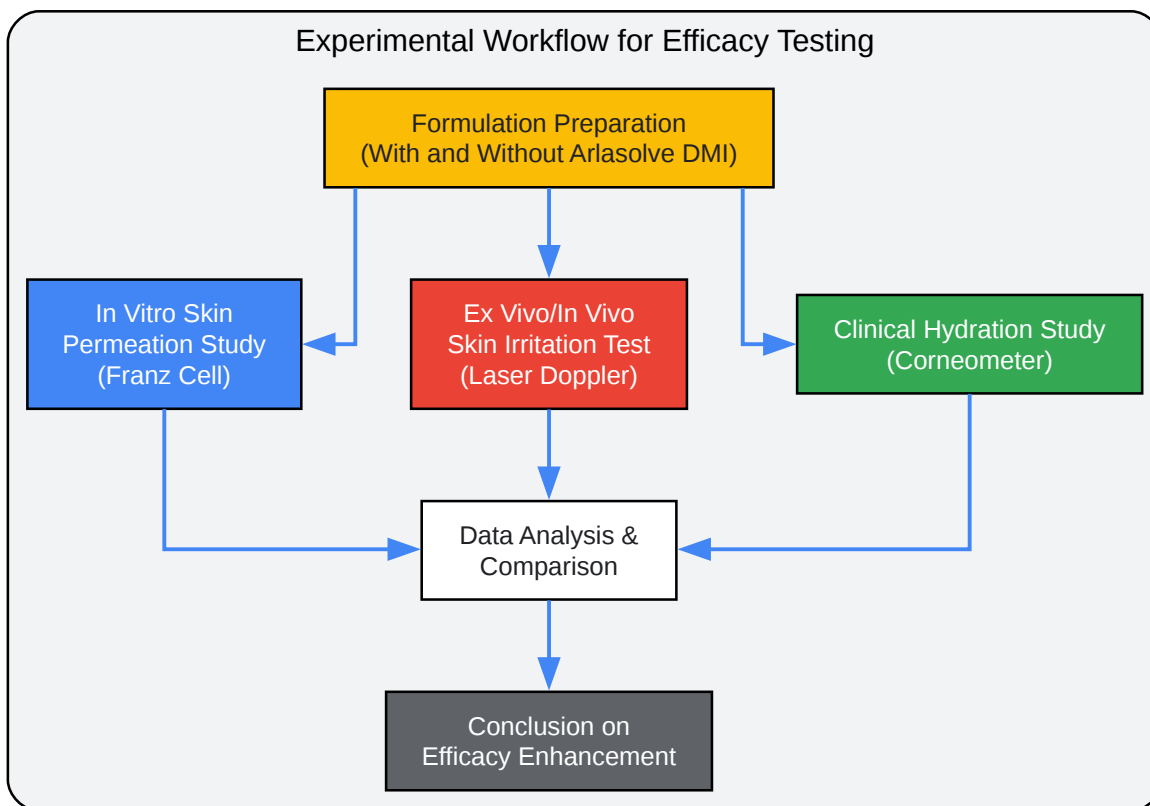 Experimental Workflow for Efficacy Testing
Formulation Preparation
(With and Without Arlasolve DMI)
In Vitro Skin
Permeation Study
(Franz Cell)
Ex Vivo/In Vivo
Skin Irritation Test
(Laser Doppler)
Clinical Hydration Study
(Corneometer)
Data Analysis &
Comparison
Conclusion on
Efficacy Enhancement